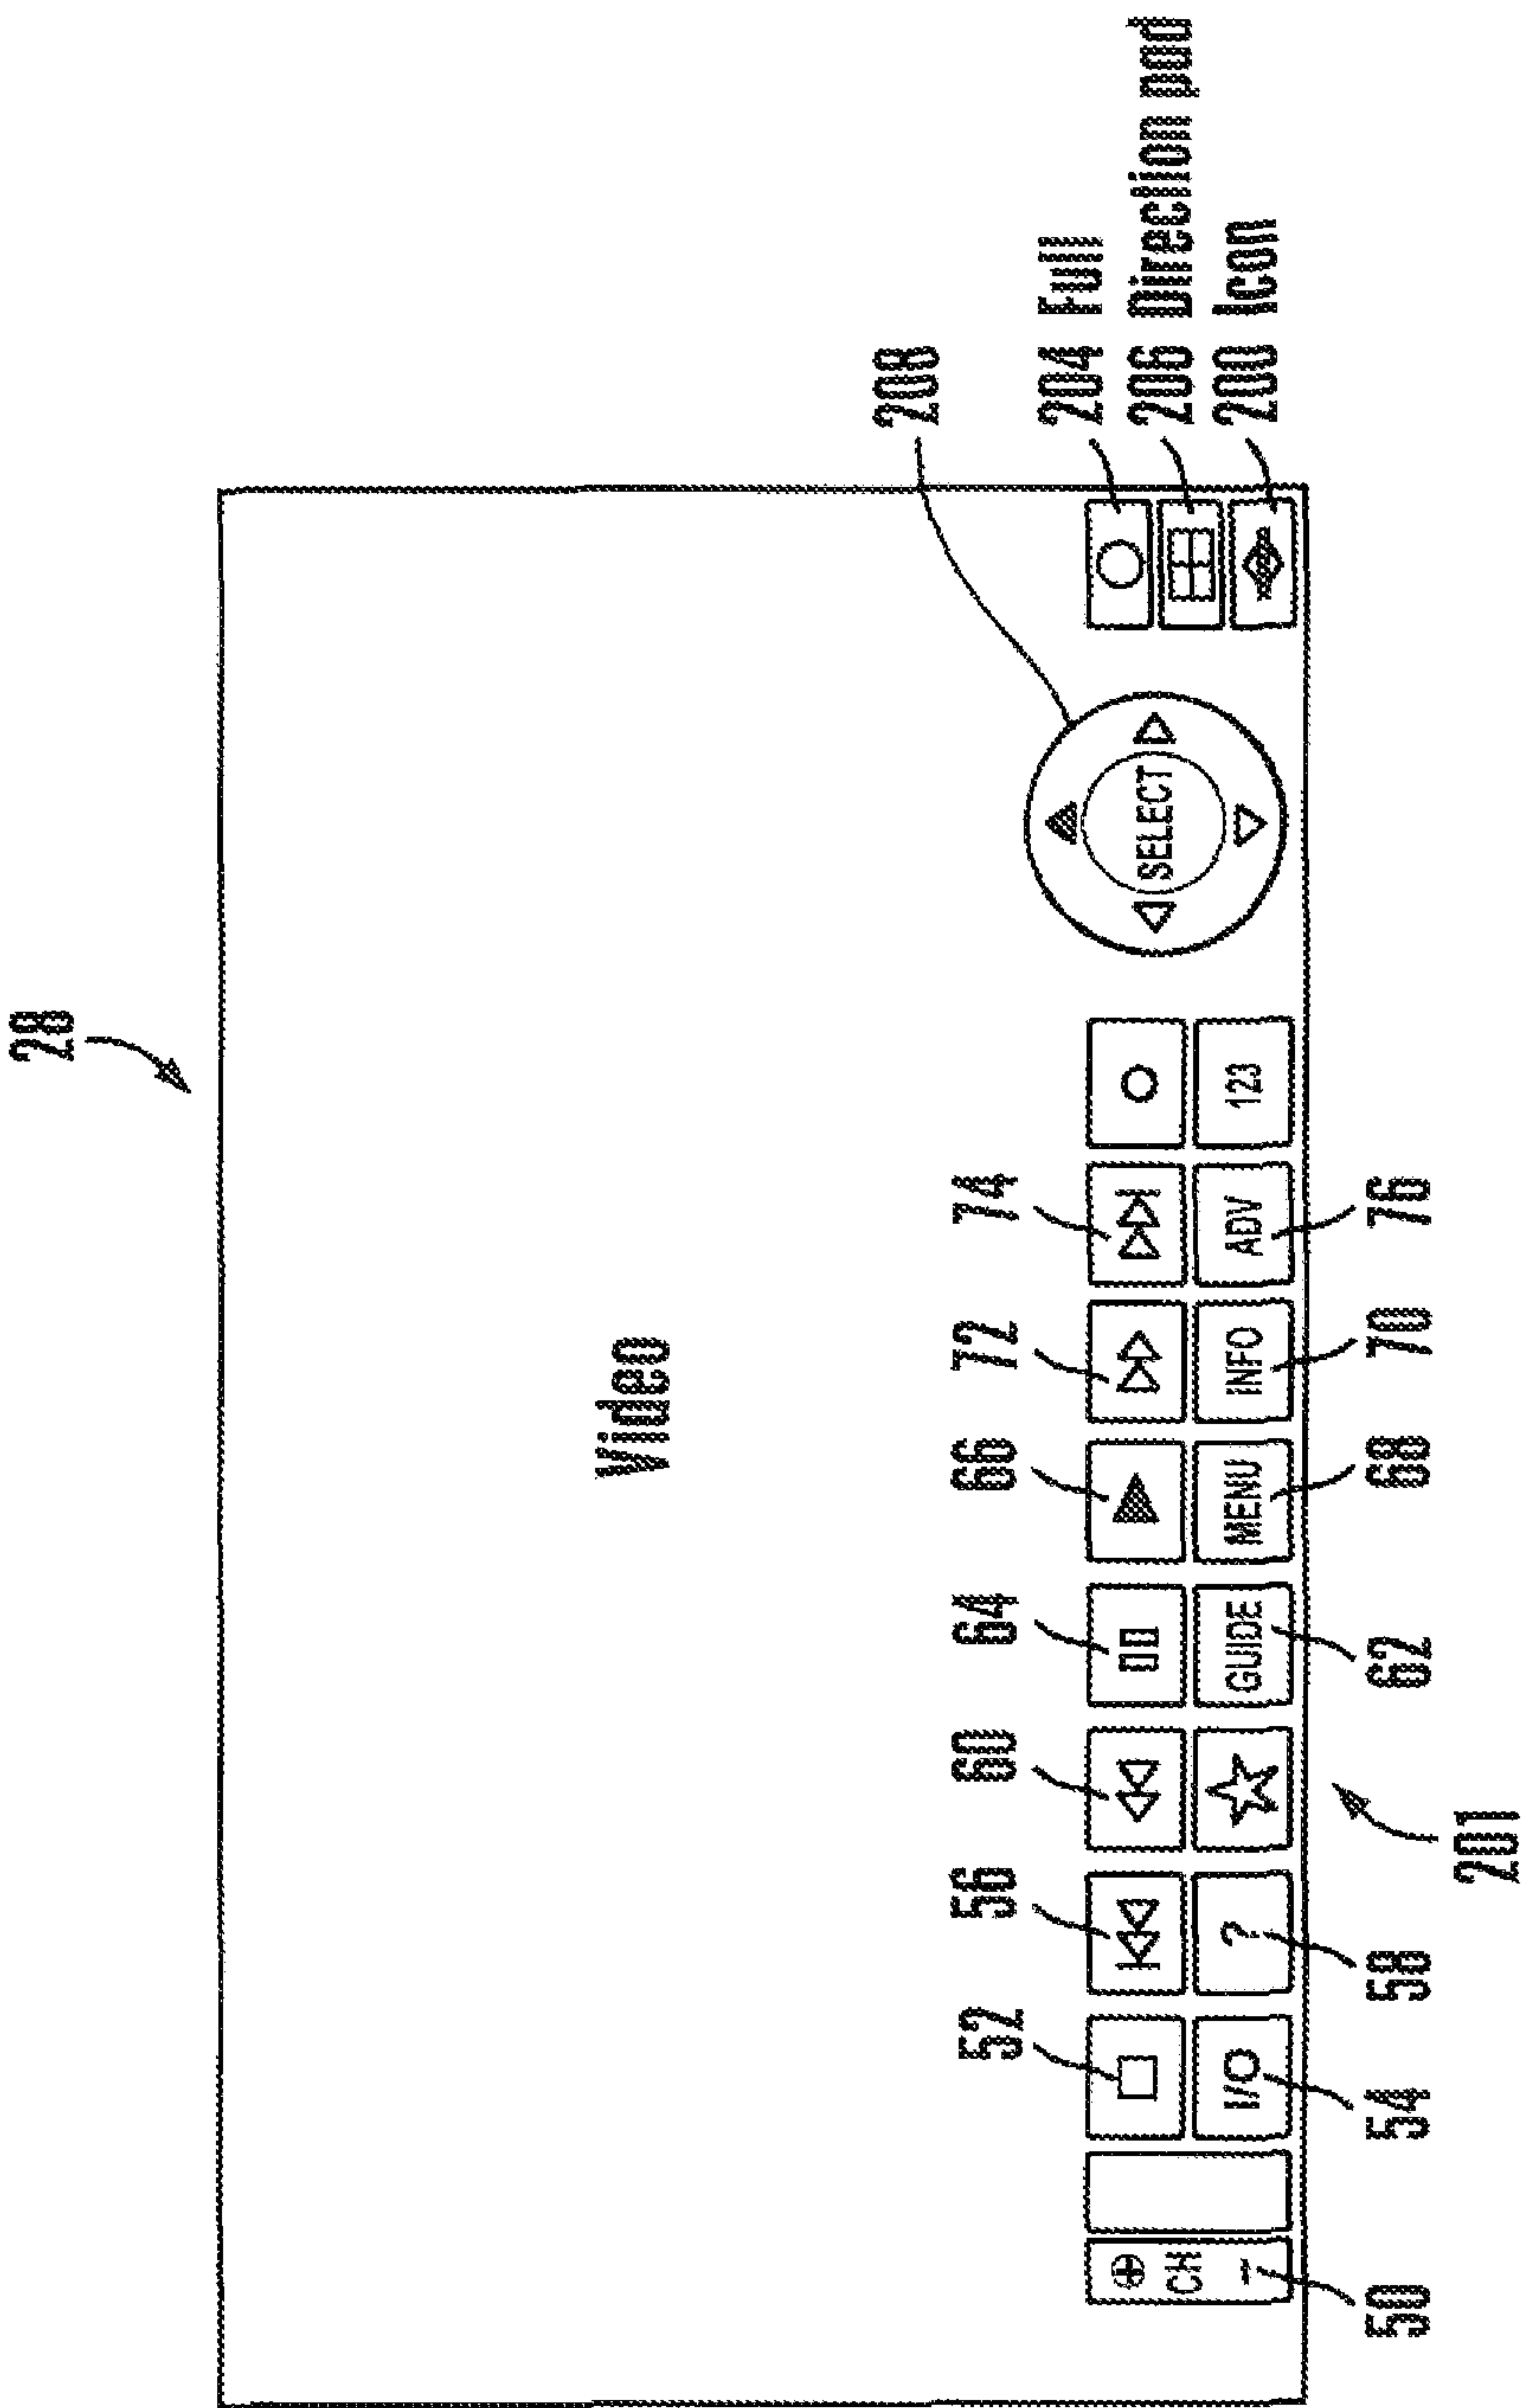 28
Video
208
204 Full
206 Direction pad
200 Icon
52
56
60
64
66
72
74
CH
I/O
?
GUIDE
MENU
INFO
ADV
123
SELECT
50
54
58
62
68
70
76
201